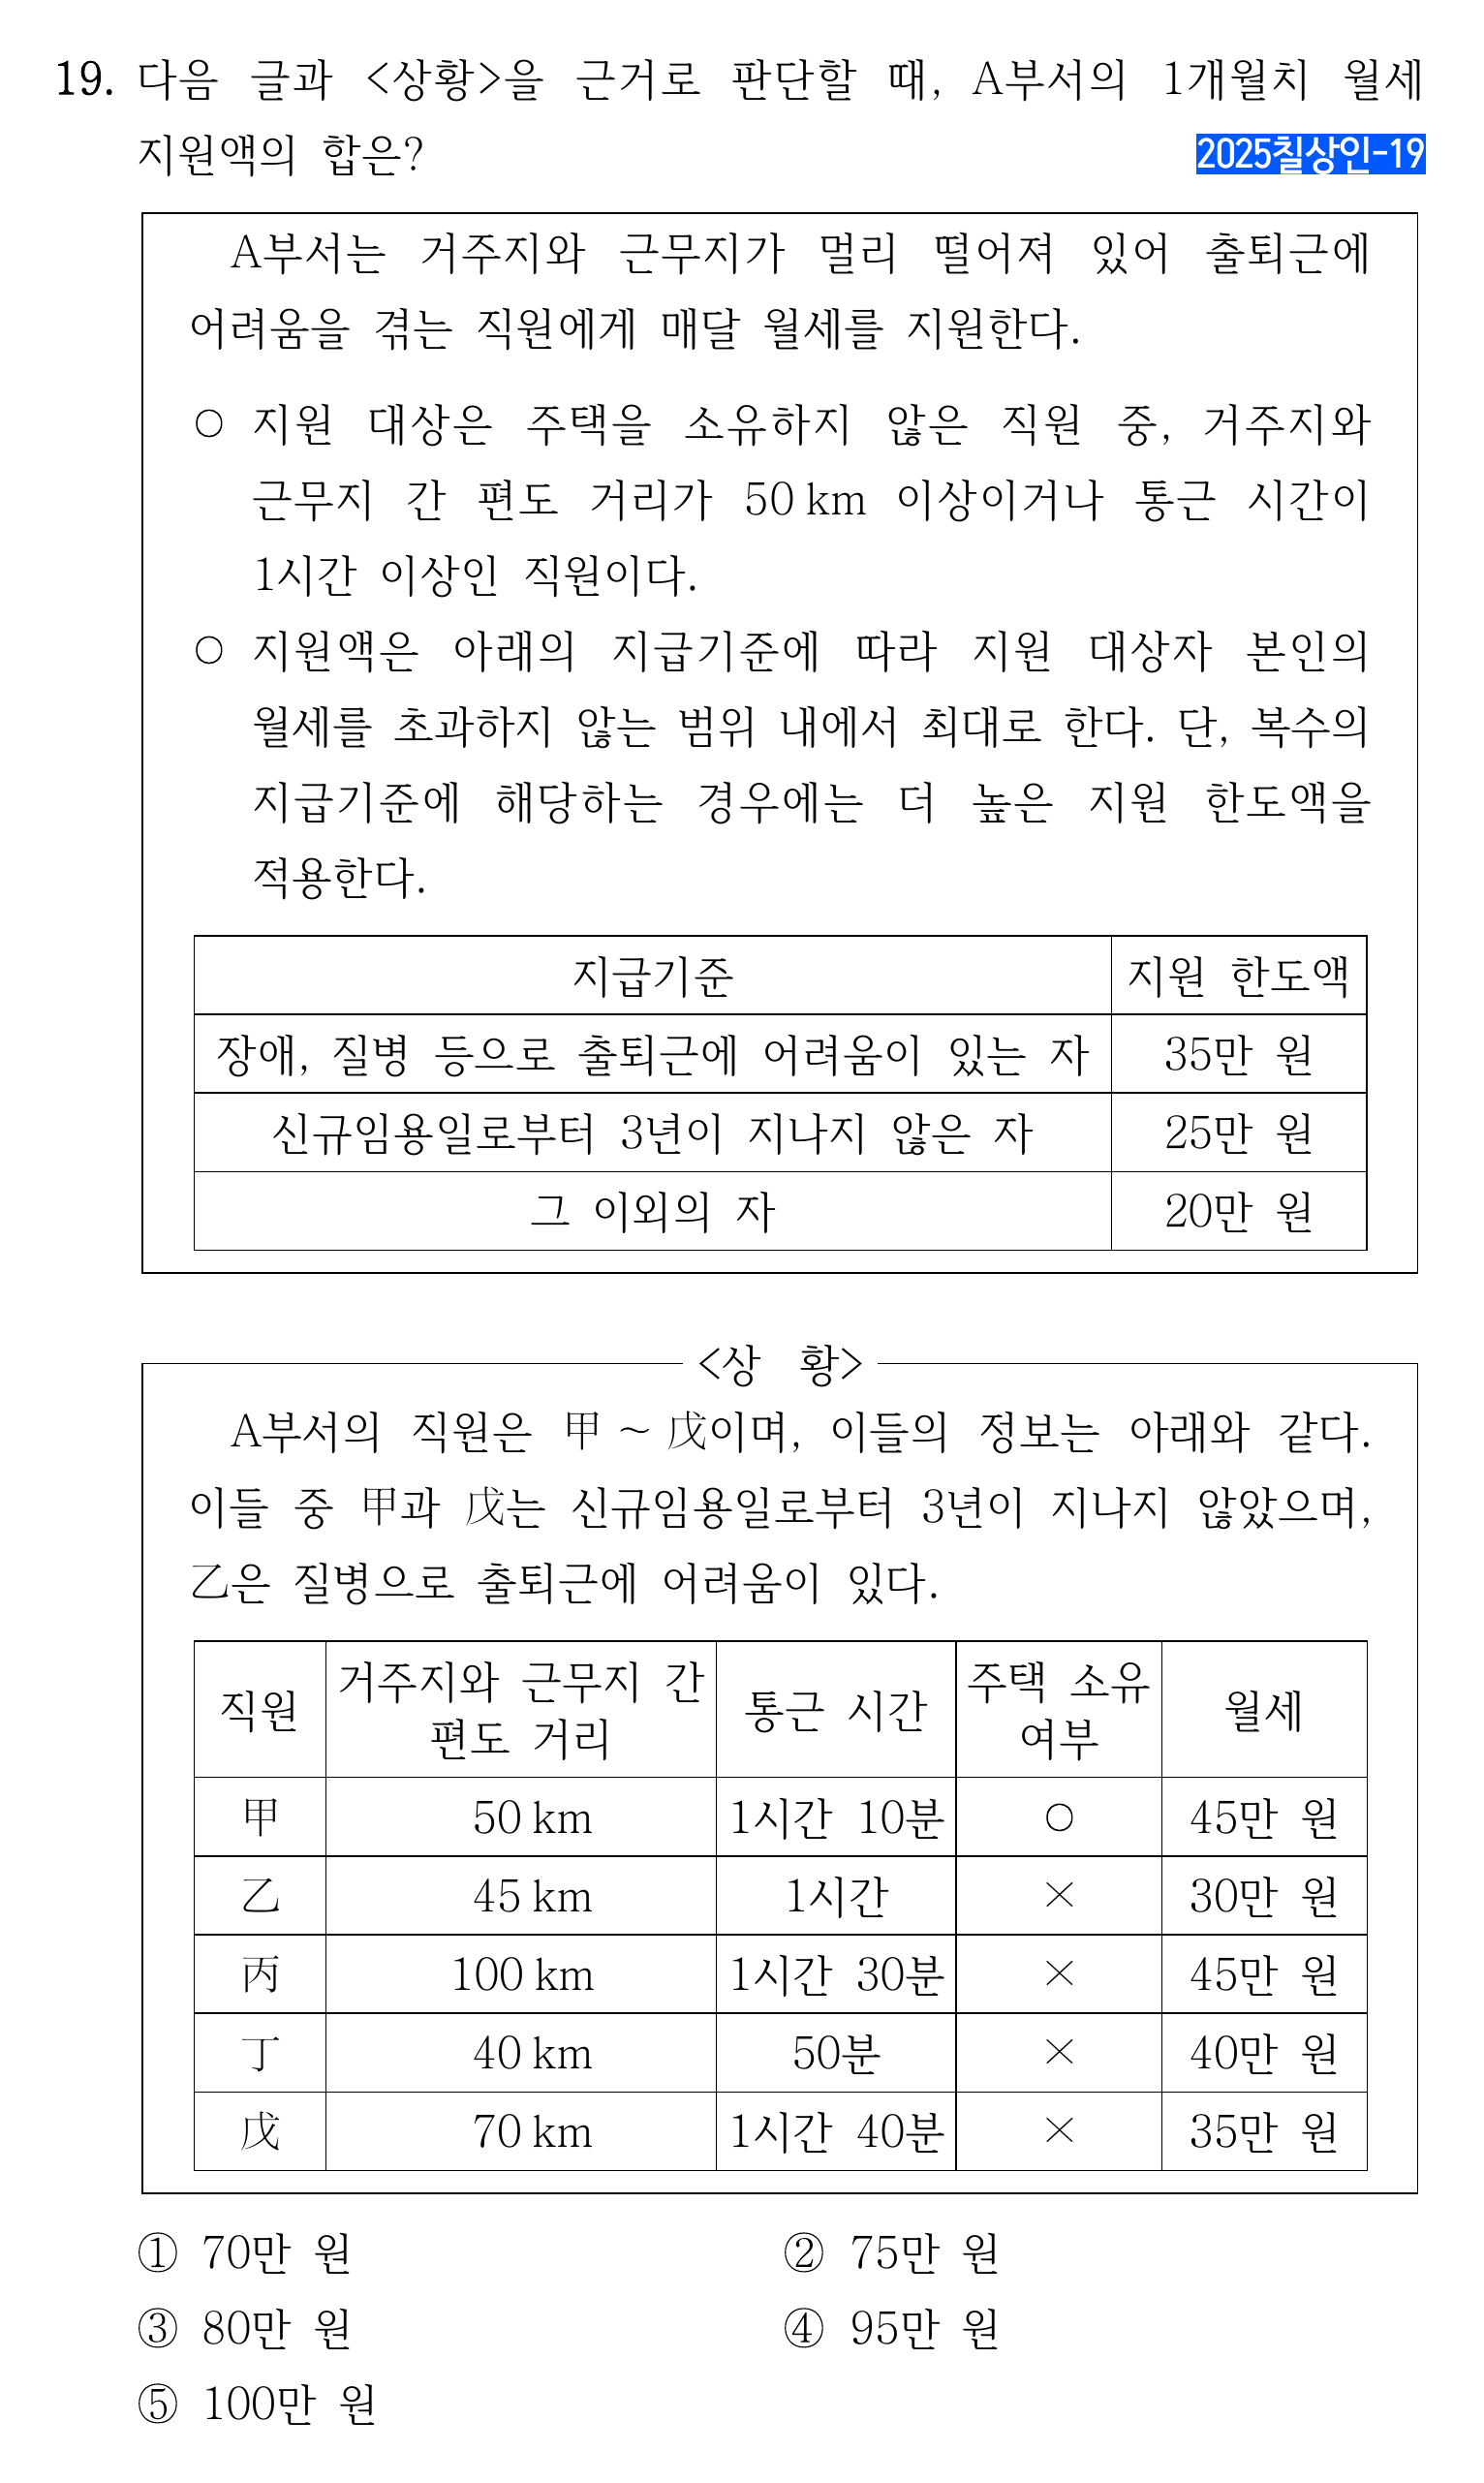 19. 다음 글과 <상황>을 근거로 판단할 때, A부서의 1개월치 월세
지원액의 합은?
2025칠상인-19
A부서는 거주지와 근무지가 멀리 떨어져 있어 출퇴근에
어려움을 겪는 직원에게 매달 월세를 지원한다.
○ 지원 대상은 주택을 소유하지 않은 직원 중, 거주지와
근무지 간 편도 거리가 50 km 이상이거나 통근 시간이
1시간 이상인 직원이다.
○ 지원액은 아래의 지급기준에 따라 지원 대상자 본인의
월세를 초과하지 않는 범위 내에서 최대로 한다. 단, 복수의
지급기준에 해당하는 경우에는 더 높은 지원 한도액을
적용한다.
지급기준 지원 한도액
장애, 질병 등으로 출퇴근에 어려움이 있는 자 35만 원
신규임용일로부터 3년이 지나지 않은 자 25만 원
그 이외의 자 20만 원
<상 황>
A부서의 직원은 甲 ~ 戊이며, 이들의 정보는 아래와 같다.
이들 중 甲과 戊는 신규임용일로부터 3년이 지나지 않았으며,
乙은 질병으로 출퇴근에 어려움이 있다.
직원 거주지와 근무지 간 편도 거리 통근 시간 주택 소유 여부 월세
甲 50 km 1시간 10분 ○ 45만 원
乙 45 km 1시간 × 30만 원
丙 100 km 1시간 30분 × 45만 원
丁 40 km 50분 × 40만 원
戊 70 km 1시간 40분 × 35만 원
① 70만 원
② 75만 원
③ 80만 원
④ 95만 원
⑤ 100만 원